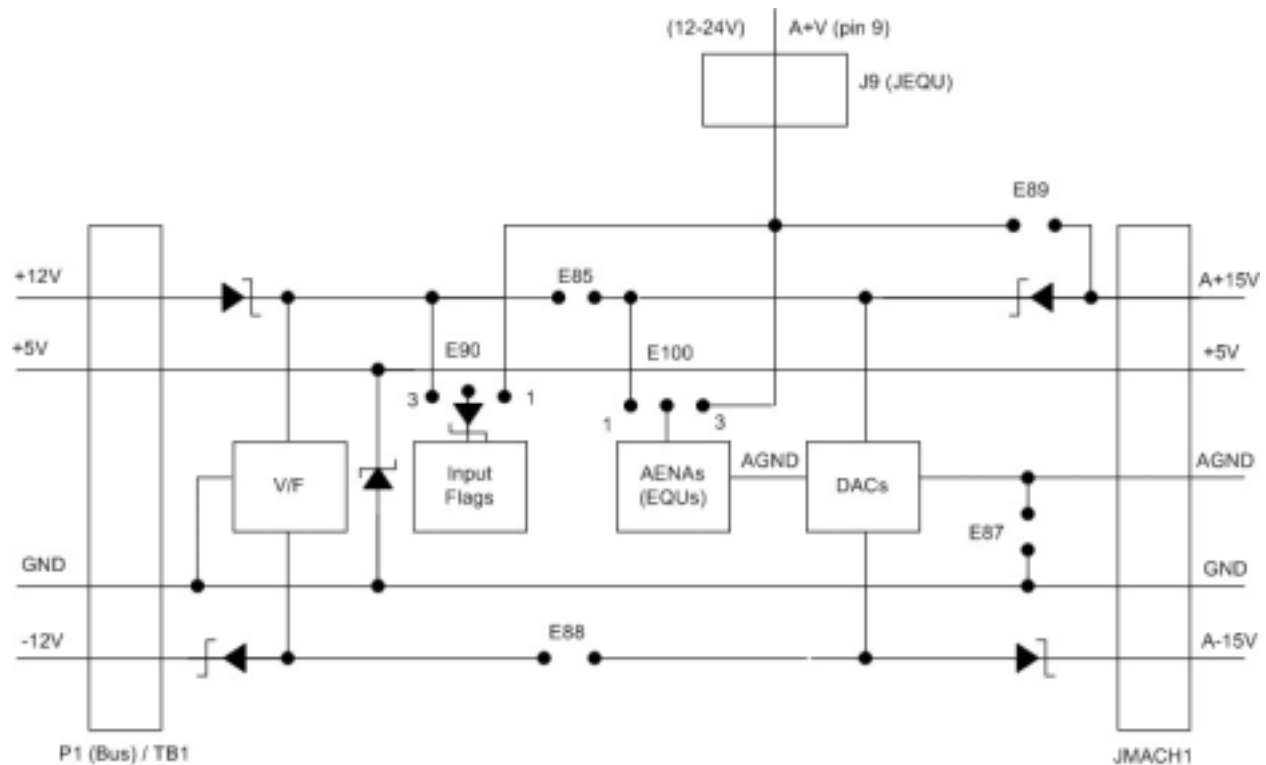 (12-24V) A+V (pin 9)
J9 (JEQU)
E89
+12V
E85
A+15V
+5V
E90
E100
+5V
3
1
1
3
V/F
Input
Flags
AENAs
(EQUs)
AGND
DACs
AGND
E87
GND
GND
-12V
E88
A-15V
P1 (Bus) / TB1
JMACH1